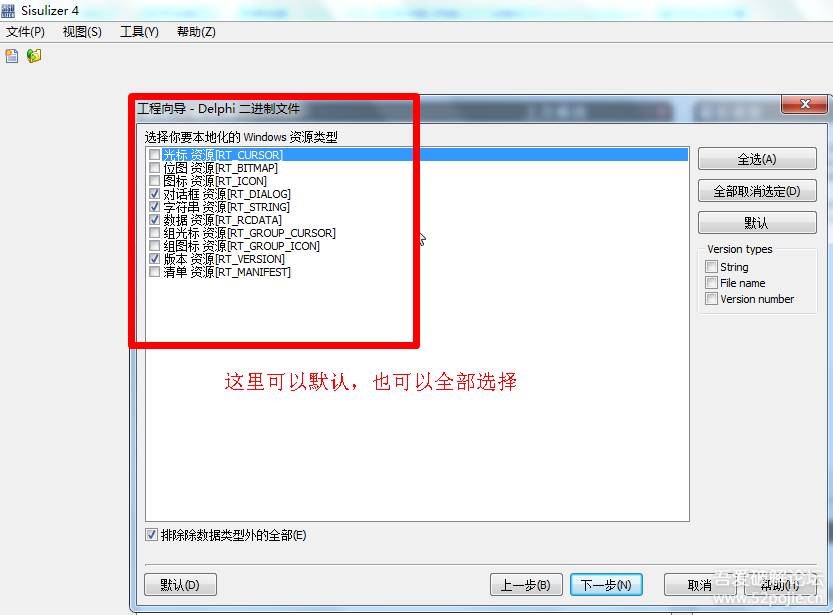 Sisulizer 4
文件(P) 视图(S) 工具(Y) 帮助(Z)
工程向导 - Delphi 二进制文件
选择你要本地化的 Windows 资源类型
光标 资源[RT_CURSOR]
位图 资源[RT_BITMAP]
图标 资源[RT_ICON]
对话框 资源[RT_DIALOG]
字符串 资源[RT_STRING]
数据 资源[RT_RCDATA]
组光标 资源[RT_GROUP_CURSOR]
组图标 资源[RT_GROUP_ICON]
版本 资源[RT_VERSION]
清单 资源[RT_MANIFEST]
全选(A)
全部取消选定(D)
默认
Version types
String
File name
Version number
这里可以默认，也可以全部选择
排除除数据类型外的全部(E)
默认(D) 上一步(B) 下一步(N) 取消 帮助(H)
吾爱破解论坛
www.52pojie.cn